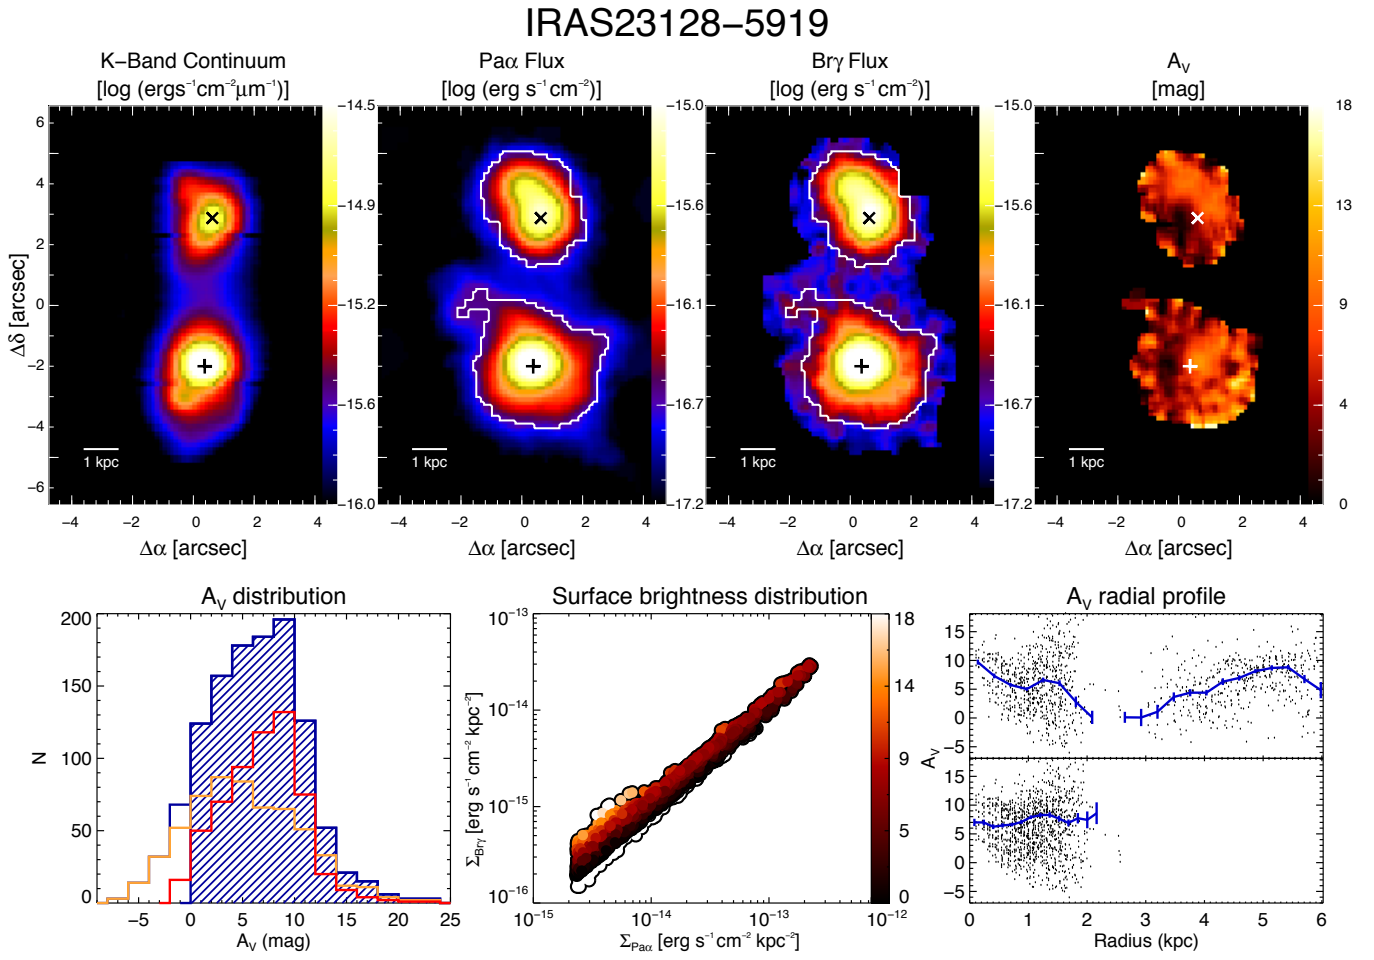 IRAS23128−5919
K−Band Continuum
[log (ergs⁻¹cm⁻²μm⁻¹)]
Paα Flux
[log (erg s⁻¹cm⁻²)]
Brγ Flux
[log (erg s⁻¹cm⁻²)]
A_V
[mag]
6
4
2
0
−2
−4
−6
Δδ [arcsec]
1 kpc
−4 −2 0 2 4
Δα [arcsec]
−14.5
−14.9
−15.2
−15.6
−16.0
1 kpc
−4 −2 0 2 4
Δα [arcsec]
−15.0
−15.6
−16.1
−16.7
−17.2
1 kpc
−4 −2 0 2 4
Δα [arcsec]
−15.0
−15.6
−16.1
−16.7
−17.2
1 kpc
−4 −2 0 2 4
Δα [arcsec]
18
13
9
4
0
A_V distribution
200
150
100
50
0
N
−5 0 5 10 15 20 25
A_V (mag)
Surface brightness distribution
10⁻¹³
10⁻¹⁴
10⁻¹⁵
10⁻¹⁶
Σ_Brγ [erg s⁻¹ cm⁻² kpc⁻²]
10⁻¹⁵ 10⁻¹⁴ 10⁻¹³ 10⁻¹²
Σ_Paα [erg s⁻¹cm⁻² kpc⁻²]
18
14
9
5
0
A_V radial profile
15
10
5
0
−5
A_V
15
10
5
0
−5
0 1 2 3 4 5 6
Radius (kpc)